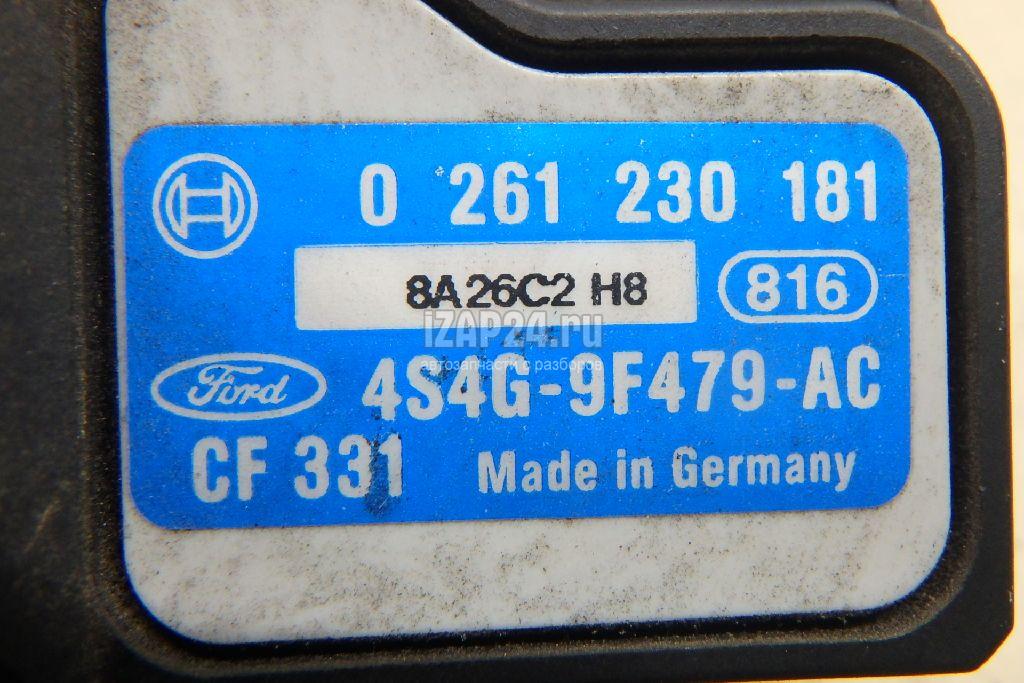 0 261 230 181
8A26C2 H8
816
iZAP24.ru
автозапчасти с разборов
Ford
4S4G-9F479-AC
CF 331
Made in Germany